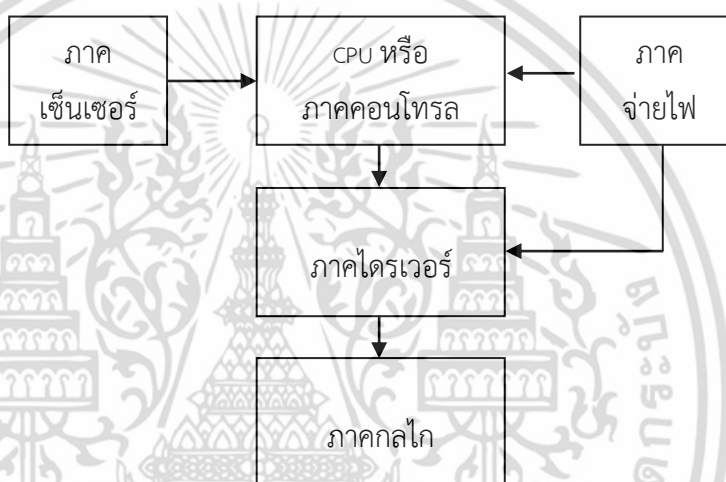 ภาค
เซ็นเซอร์
CPU หรือ
ภาคคอนโทรล
ภาค
จ่ายไฟ
ภาคไดรเวอร์
ภาคกลไก